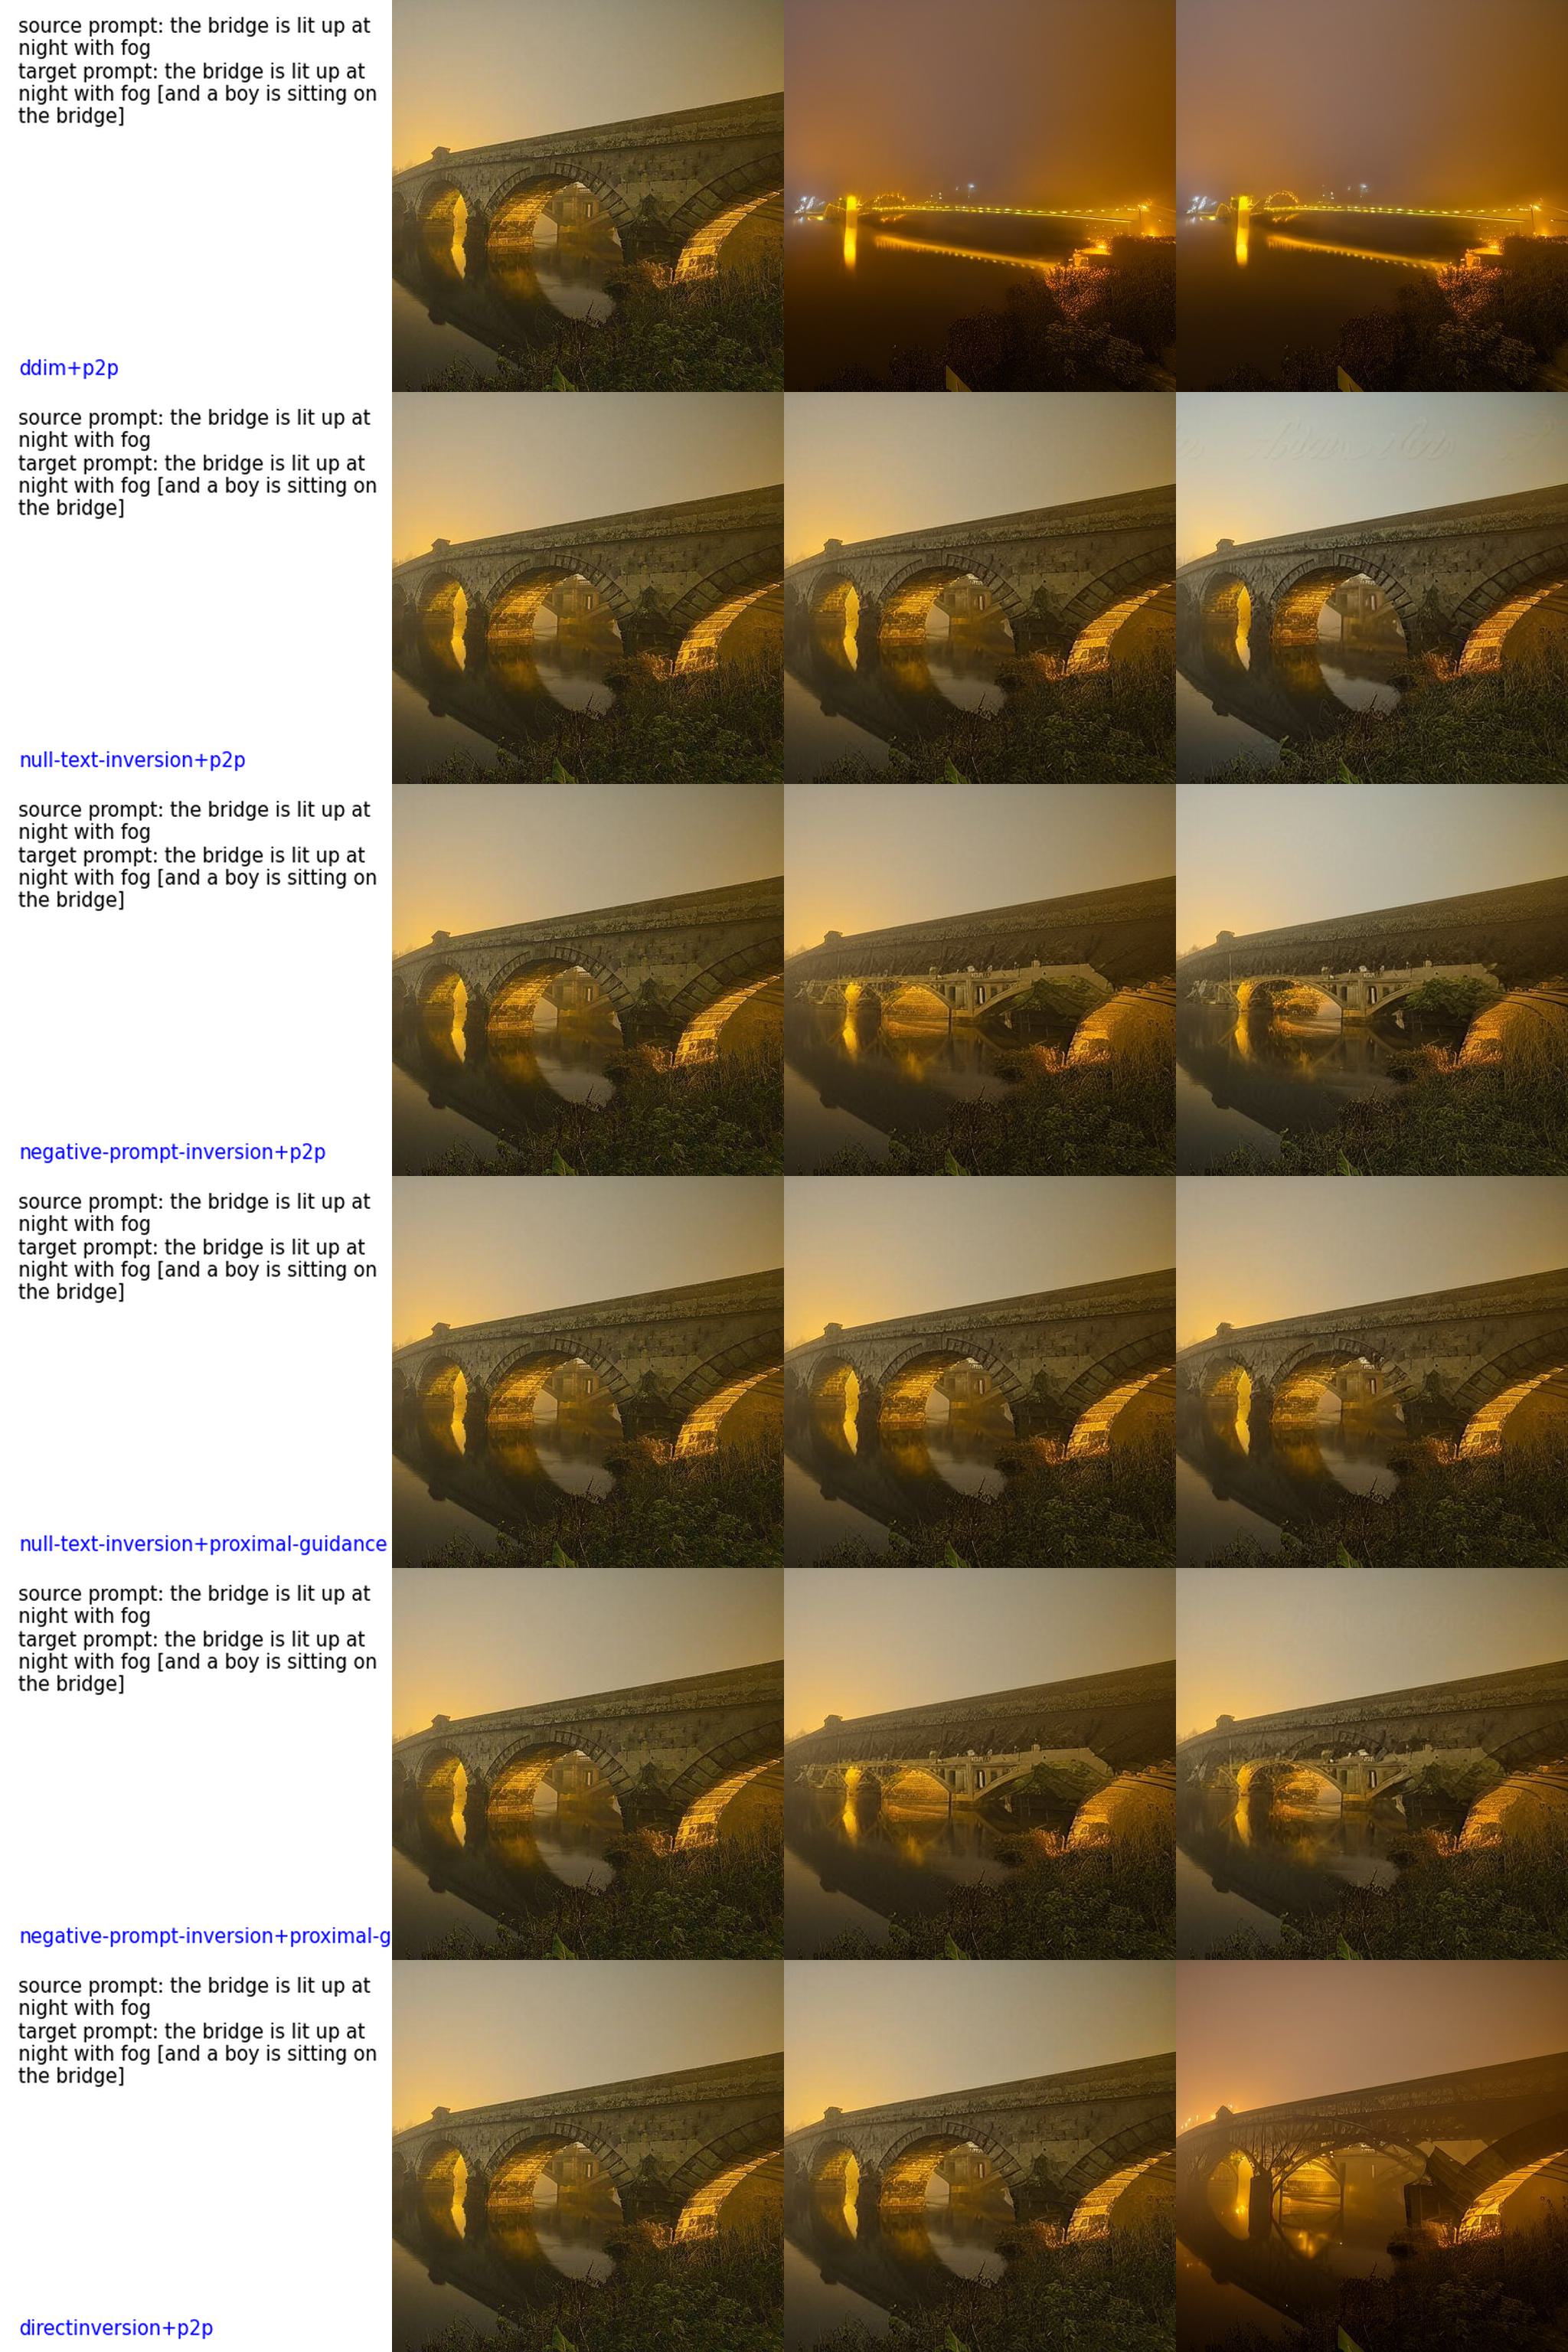 source prompt: the bridge is lit up at
night with fog
target prompt: the bridge is lit up at
night with fog [and a boy is sitting on
the bridge]
ddim+p2p
source prompt: the bridge is lit up at
night with fog
target prompt: the bridge is lit up at
night with fog [and a boy is sitting on
the bridge]
null-text-inversion+p2p
source prompt: the bridge is lit up at
night with fog
target prompt: the bridge is lit up at
night with fog [and a boy is sitting on
the bridge]
negative-prompt-inversion+p2p
source prompt: the bridge is lit up at
night with fog
target prompt: the bridge is lit up at
night with fog [and a boy is sitting on
the bridge]
null-text-inversion+proximal-guidance
source prompt: the bridge is lit up at
night with fog
target prompt: the bridge is lit up at
night with fog [and a boy is sitting on
the bridge]
negative-prompt-inversion+proximal-g
source prompt: the bridge is lit up at
night with fog
target prompt: the bridge is lit up at
night with fog [and a boy is sitting on
the bridge]
directinversion+p2p